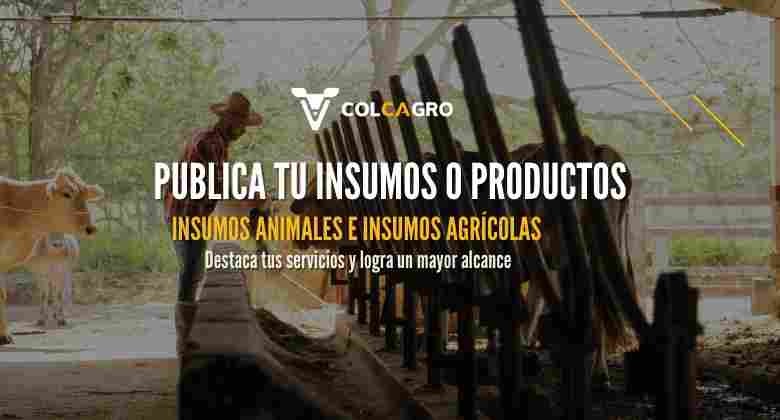 COLCAGRO
PUBLICA TU INSUMOS O PRODUCTOS
INSUMOS ANIMALES E INSUMOS AGRÍCOLAS
Destaca tus servicios y logra un mayor alcance